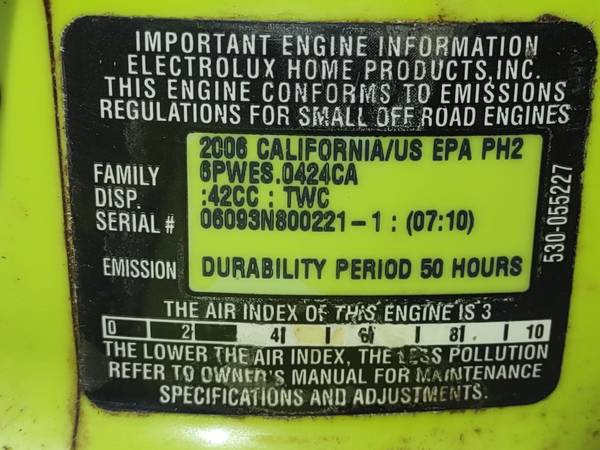 IMPORTANT ENGINE INFORMATION
ELECTROLUX HOME PRODUCTS, INC.
THIS ENGINE CONFORMS TO EMISSIONS
REGULATIONS FOR SMALL OFF ROAD ENGINES
2006 CALIFORNIA/US EPA PH2
FAMILY 6PWES.0424CA
DISP. :42CC : TWC
SERIAL # 06093N800221-1 : (07:10)
EMISSION DURABILITY PERIOD 50 HOURS
530-055227
THE AIR INDEX OF THIS ENGINE IS 3
0 2 4 6 8 10
THE LOWER THE AIR INDEX, THE LESS POLLUTION
REFER TO OWNER'S MANUAL FOR MAINTENANCE
SPECIFICATIONS AND ADJUSTMENTS.